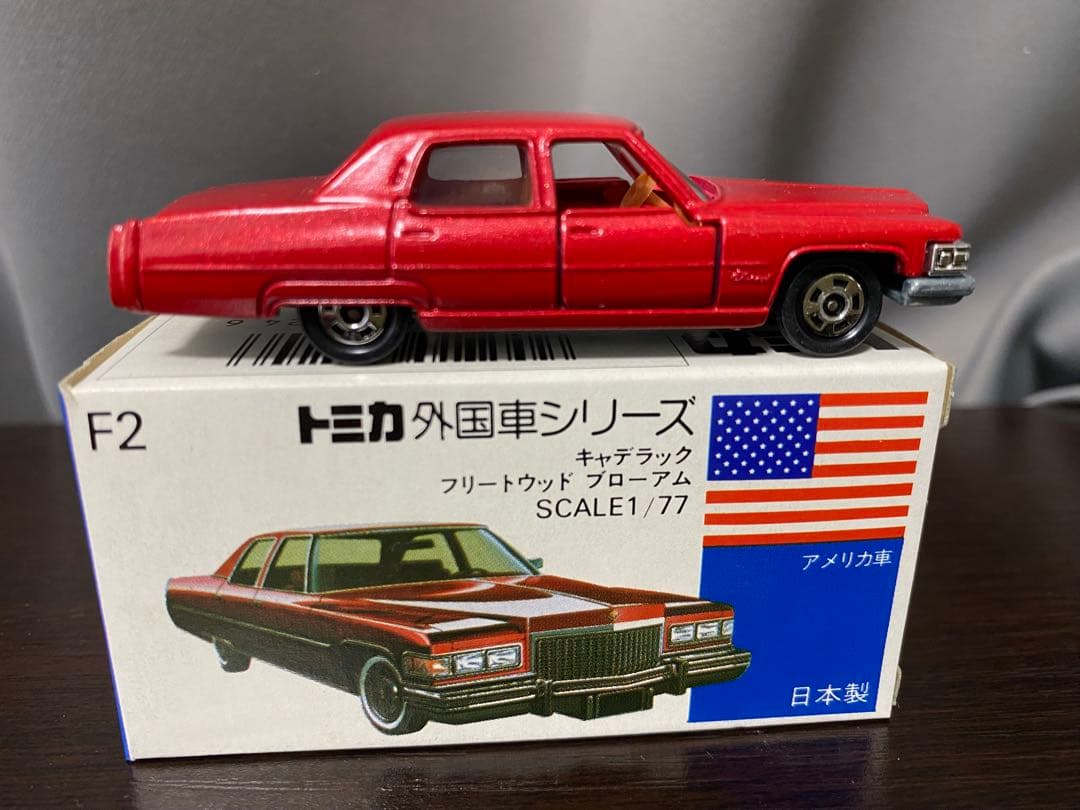 F2
トミカ 外国車シリーズ
キャデラック
フリートウッド ブローアム
SCALE1/77
アメリカ車
日本製